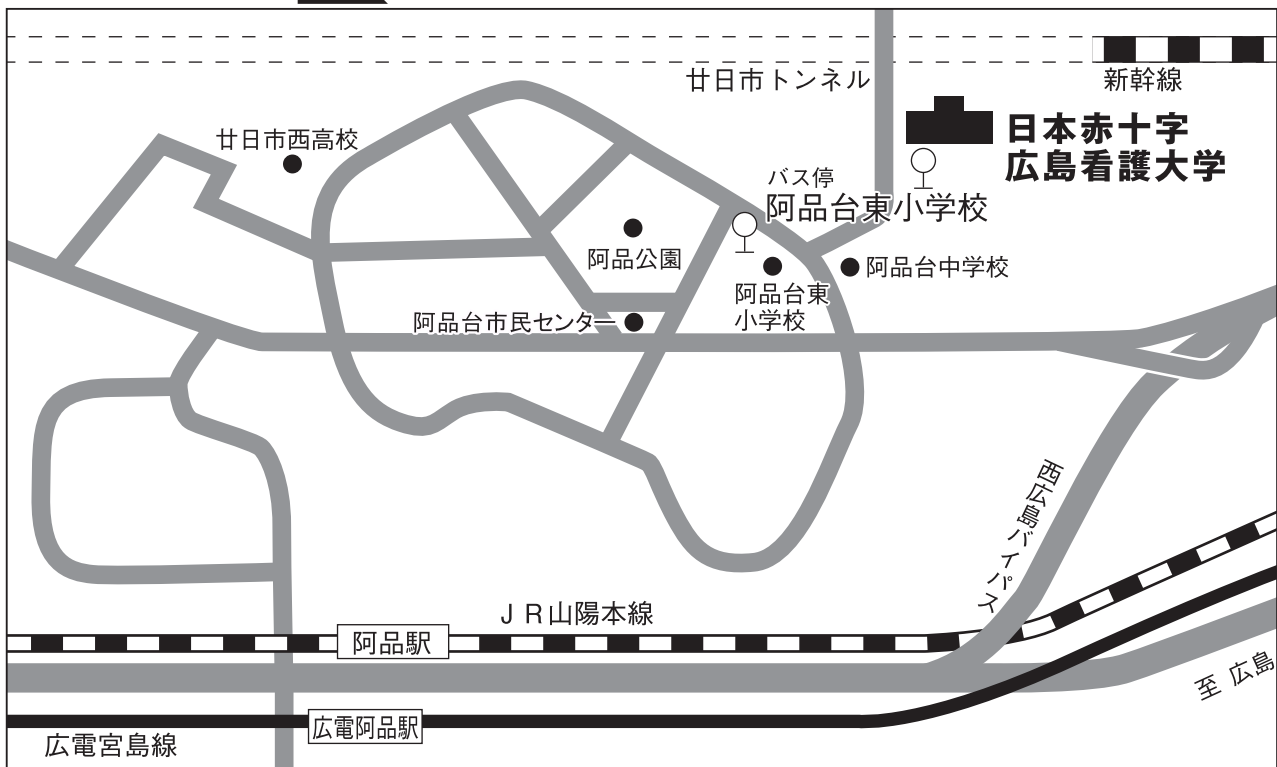 廿日市トンネル
新幹線
日本赤十字
広島看護大学
廿日市西高校
バス停
阿品台東小学校
阿品公園
阿品台中学校
阿品台東
小学校
阿品台市民センター
西広島バイパス
JR山陽本線
阿品駅
至 広島
広電阿品駅
広電宮島線